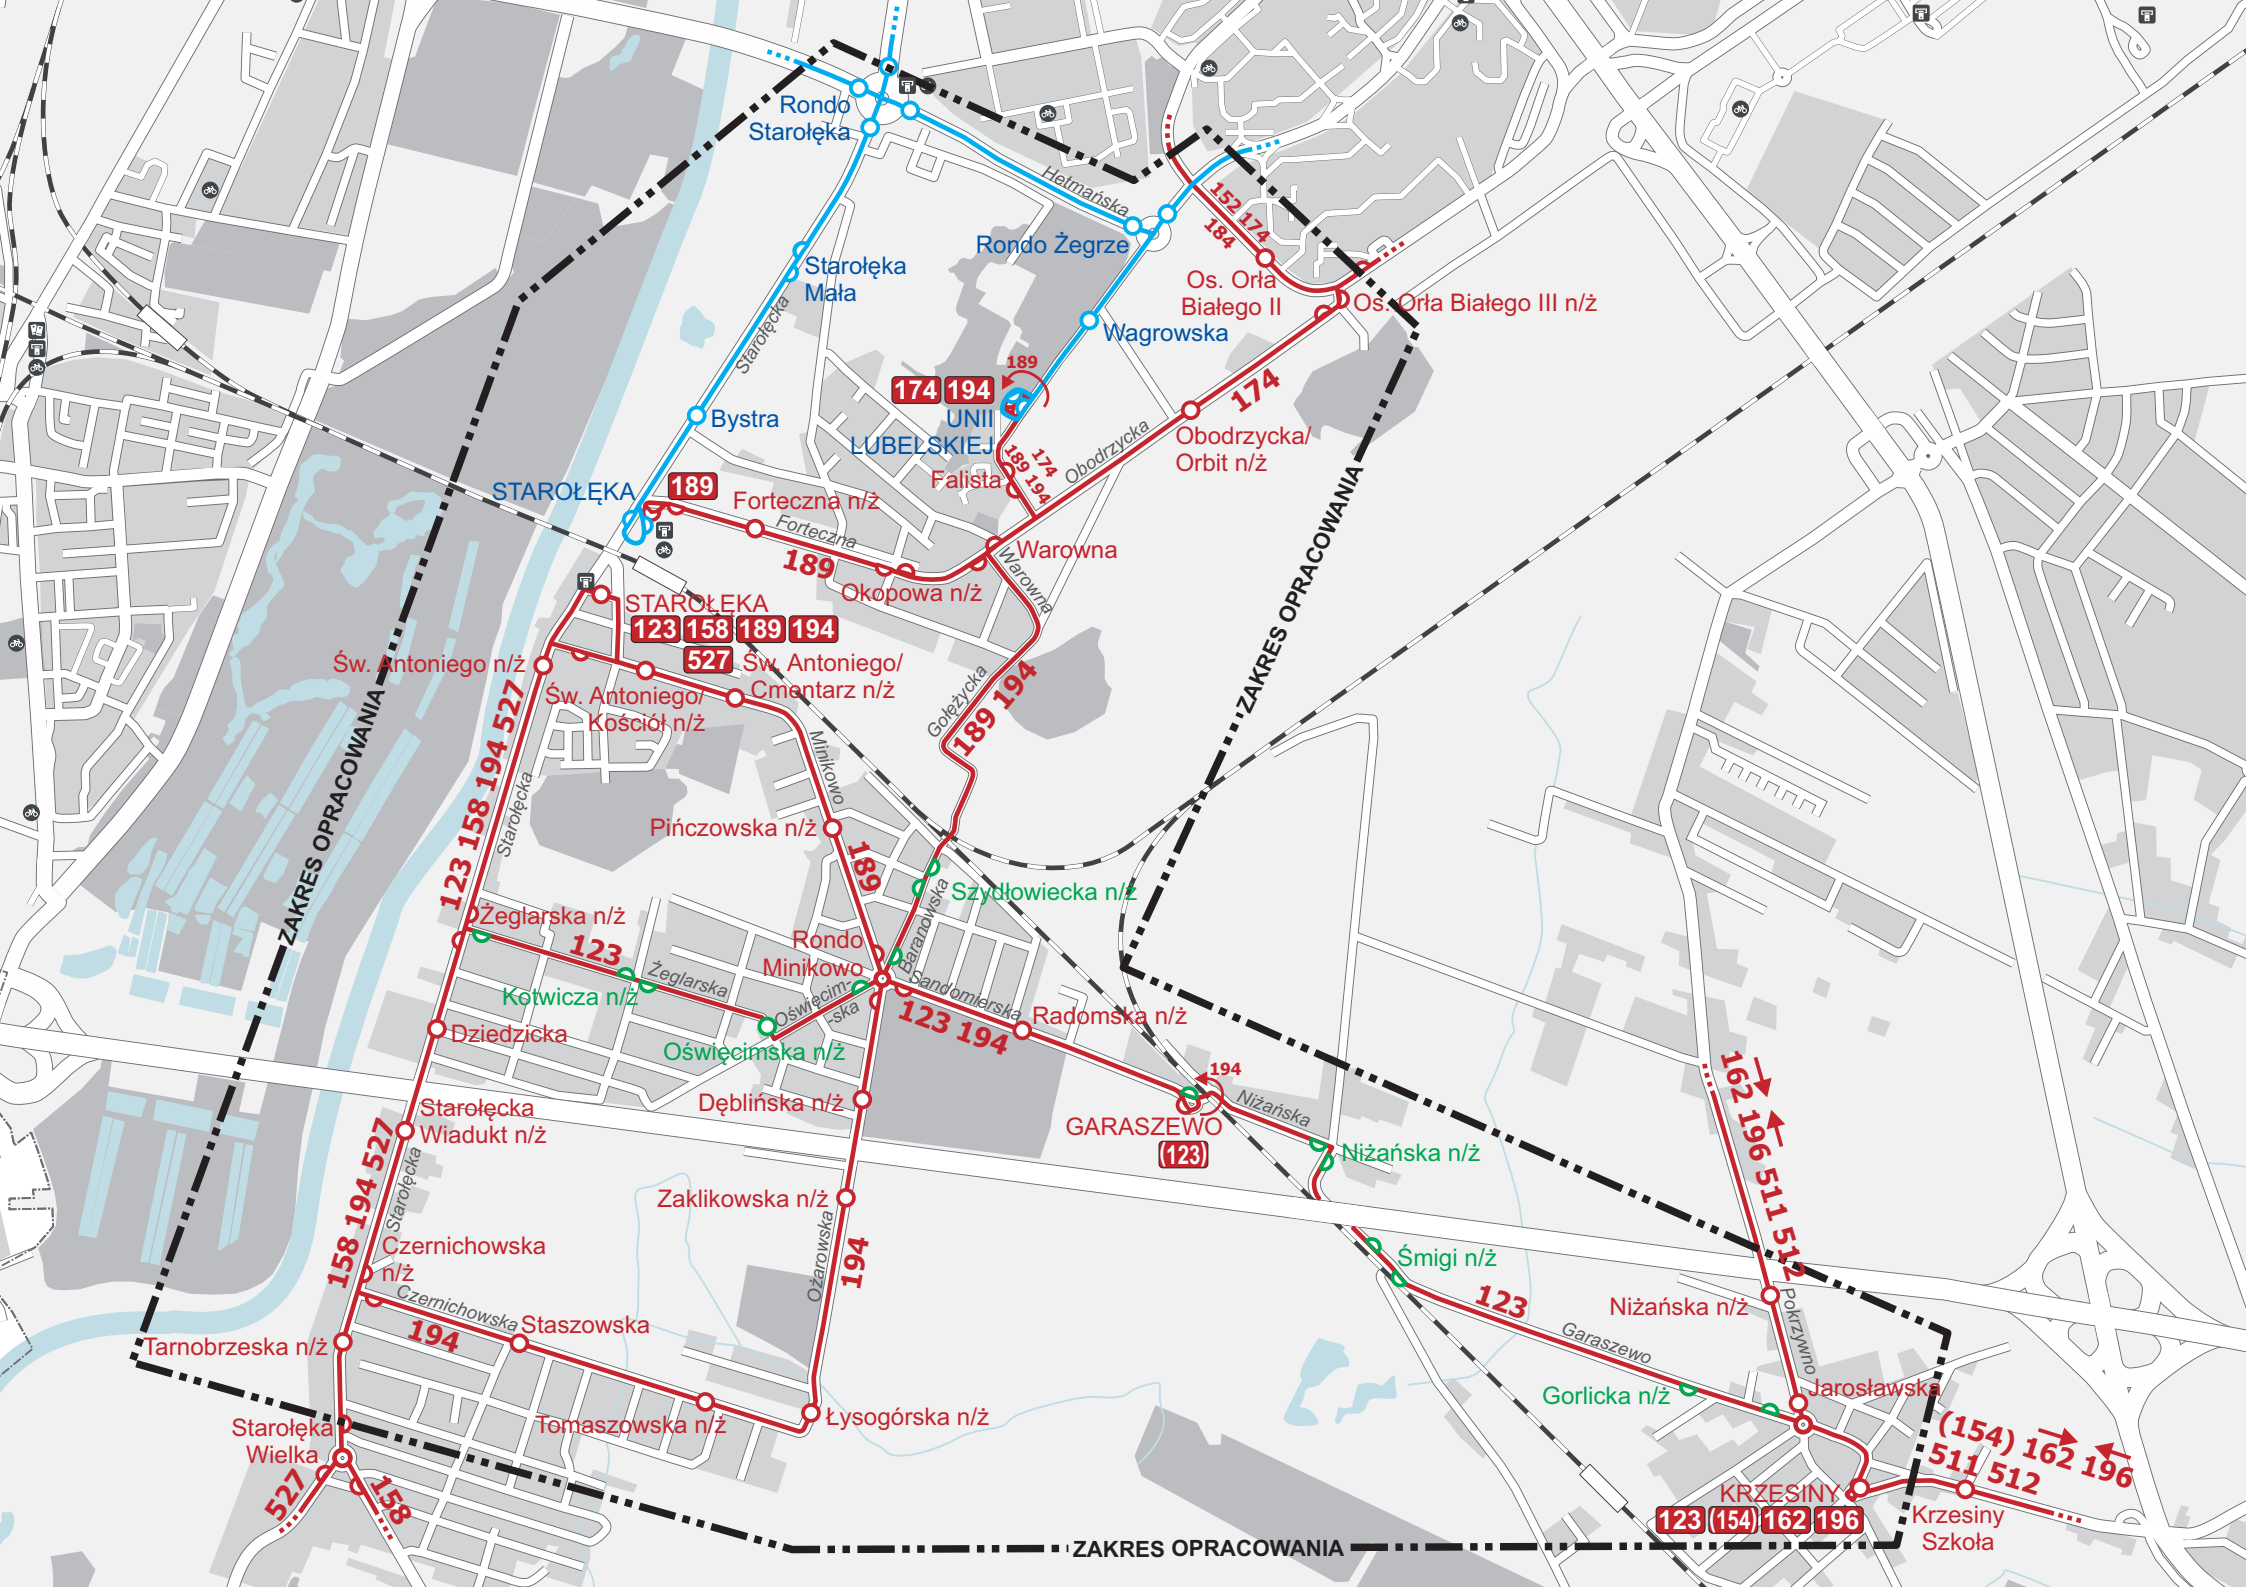 Rondo
Starołęka
Hetmańska
152 174
184
Rondo Żegrze
Starołęka
Mała
Os. Orła
Białego II
Os. Orła Białego III n/ż
Starołęcka
Wagrowska
189
174 194
UNII
LUBELSKIEJ
174
Bystra
Obodrzycka/
Orbit n/ż
Obodrzycka
189 194
174
Falista
STAROŁĘKA
189
Forteczna n/ż
Forteczna
189
Okopowa n/ż
Warowna
Warowna
ZAKRES OPRACOWANIA
STAROŁĘKA
123 158 189 194
527
Św. Antoniego n/ż
Św. Antoniego/
Cmentarz n/ż
Św. Antoniego/
Kościół n/ż
Gołężycka
189 194
ZAKRES OPRACOWANIA
123 158 194 527
Starołęcka
Minikowo
Pińczowska n/ż
189
Szydłowiecka n/ż
Baranowska
Żeglarska n/ż
123
Żeglarska
Kotwicza n/ż
Rondo
Minikowo
Oświęcim-
-ska
Sandomierska
123 194
Radomska n/ż
Dziedzicka
Oświęcimska n/ż
194
GARASZEWO
(123)
Niżańska
Niżańska n/ż
Dęblińska n/ż
Starołęcka
Wiadukt n/ż
158 194 527
Starołęcka
Zaklikowska n/ż
Ożarowska
194
162 196 511 512
Czernichowska
n/ż
Czernichowska
194
Staszowska
Śmigi n/ż
123
Garaszewo
Niżańska n/ż
Pokrzywno
Tarnobrzeska n/ż
Tomaszowska n/ż
Łysogórska n/ż
Gorlicka n/ż
Jarosławska
Starołęka
Wielka
527
158
(154) 162 196
511 512
KRZESINY
123 (154) 162 196
Krzesiny
Szkoła
ZAKRES OPRACOWANIA